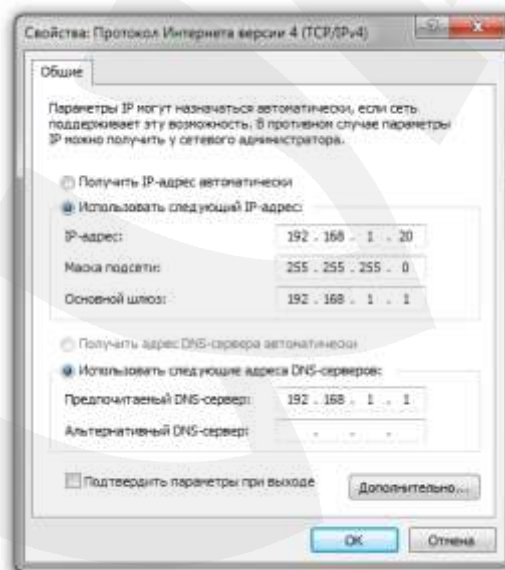 Свойства: Протокол Интернета версии 4 (TCP/IPv4)
Общие
Параметры IP могут назначаться автоматически, если сеть
поддерживает эту возможность. В противном случае параметры
IP можно получить у сетевого администратора.
Получить IP-адрес автоматически
Использовать следующий IP-адрес:
IP-адрес: 192 . 168 . 1 . 20
Маска подсети: 255 . 255 . 255 . 0
Основной шлюз: 192 . 168 . 1 . 1
Получить адрес DNS-сервера автоматически
Использовать следующие адреса DNS-серверов:
Предпочитаемый DNS-сервер: 192 . 168 . 1 . 1
Альтернативный DNS-сервер: . . .
Подтвердить параметры при выходе
Дополнительно...
ОК Отмена